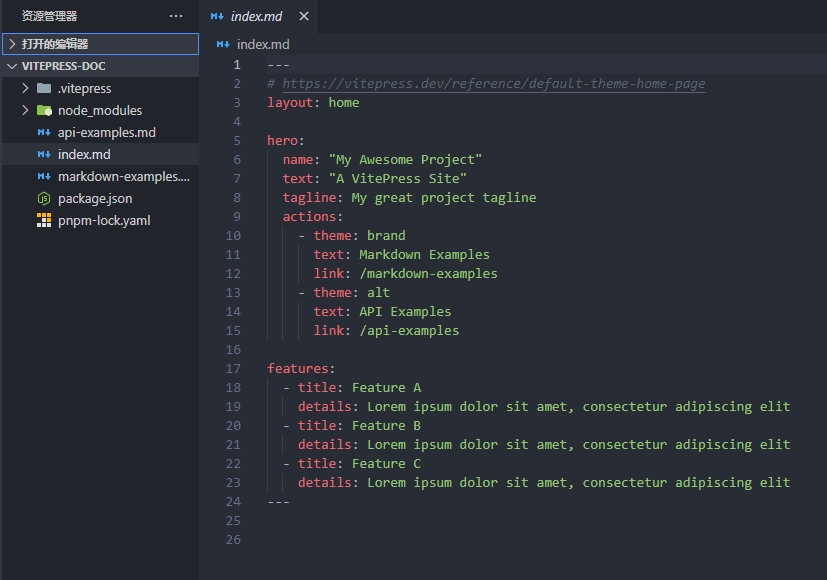 资源管理器
···
打开的编辑器
VITEPRESS-DOC
.vitepress
node_modules
api-examples.md
index.md
markdown-examples....
package.json
pnpm-lock.yaml
index.md
index.md
1 ---
2 # https://vitepress.dev/reference/default-theme-home-page
3 layout: home
4
5 hero:
6   name: "My Awesome Project"
7   text: "A VitePress Site"
8   tagline: My great project tagline
9   actions:
10     - theme: brand
11       text: Markdown Examples
12       link: /markdown-examples
13     - theme: alt
14       text: API Examples
15       link: /api-examples
16
17 features:
18   - title: Feature A
19     details: Lorem ipsum dolor sit amet, consectetur adipiscing elit
20   - title: Feature B
21     details: Lorem ipsum dolor sit amet, consectetur adipiscing elit
22   - title: Feature C
23     details: Lorem ipsum dolor sit amet, consectetur adipiscing elit
24 ---
25
26